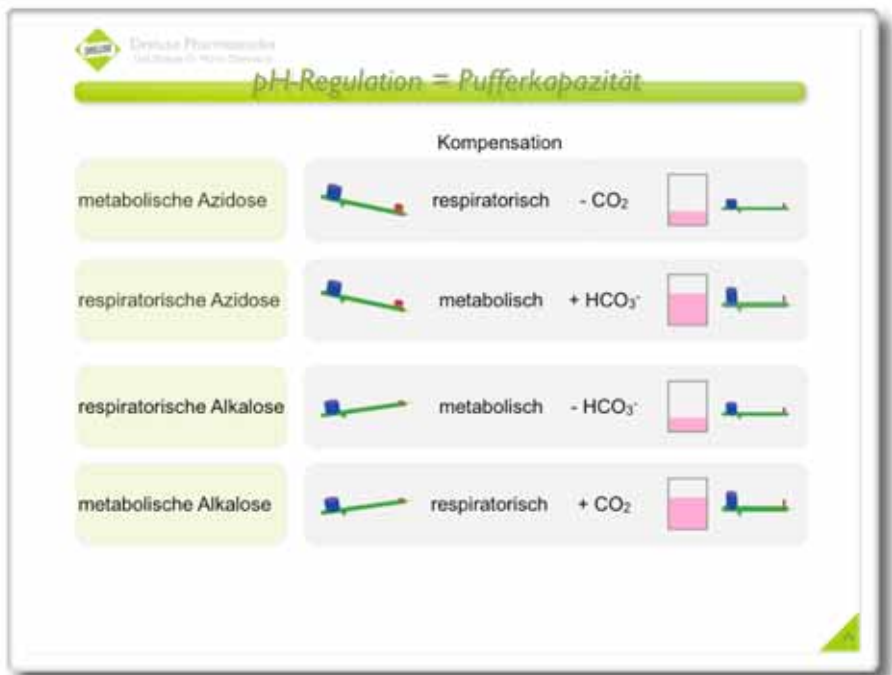 pH-Regulation = Pufferkapazität
Kompensation
metabolische Azidose respiratorisch - CO₂
respiratorische Azidose metabolisch + HCO₃⁻
respiratorische Alkalose metabolisch - HCO₃⁻
metabolische Alkalose respiratorisch + CO₂